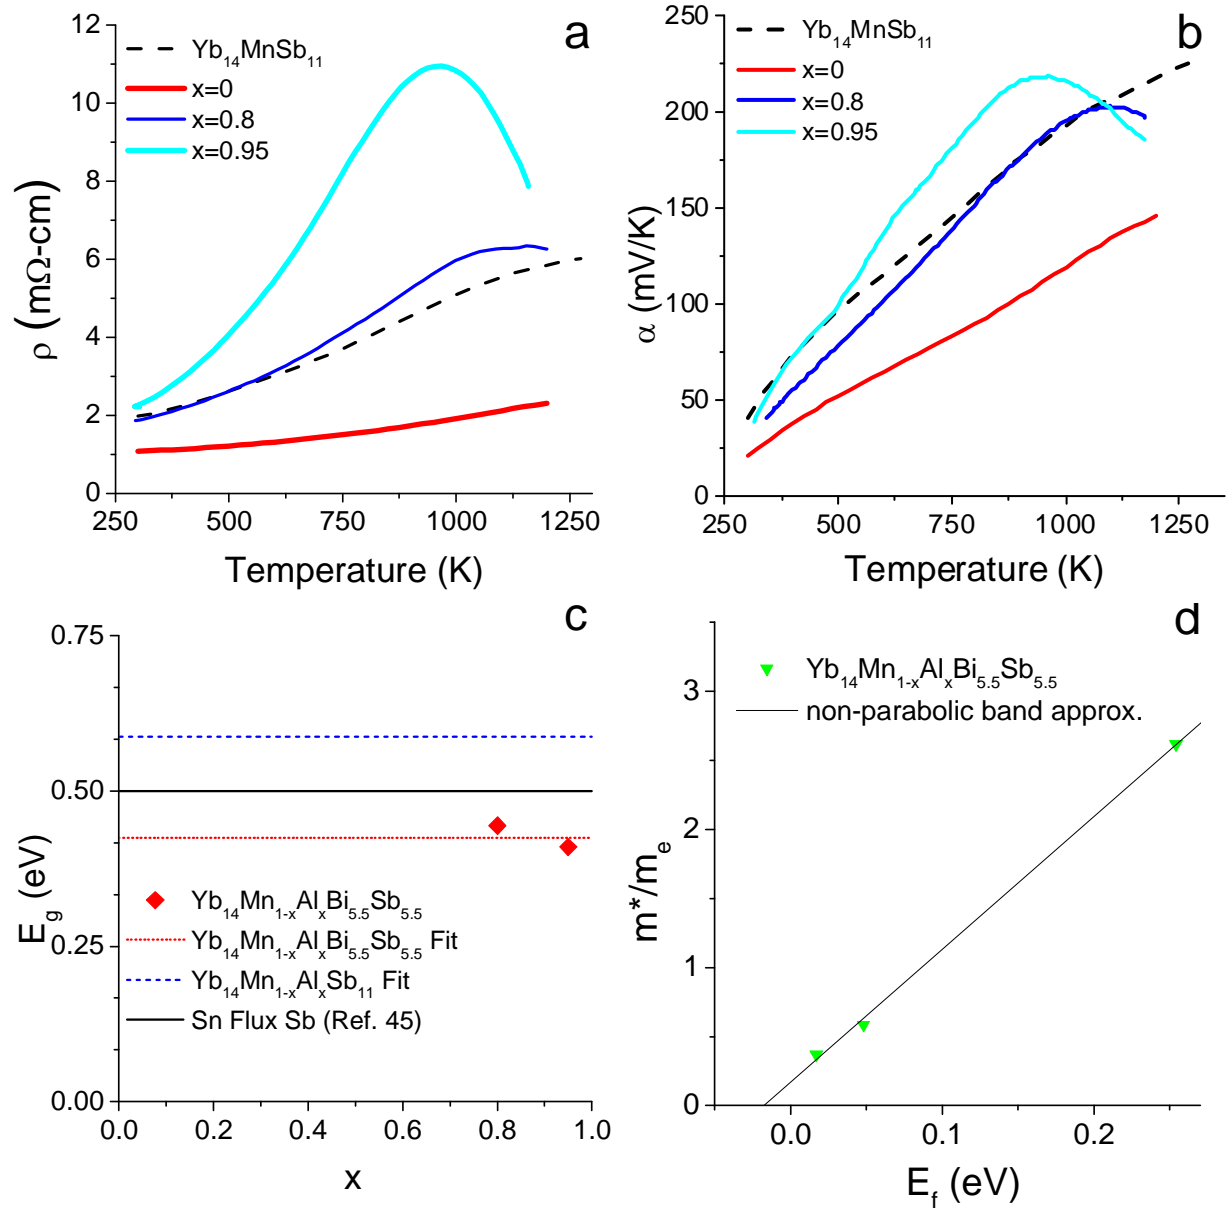 a
Yb14MnSb11
x=0
x=0.8
x=0.95
12
10
8
6
4
2
0
ρ (mΩ-cm)
250 500 750 1000 1250
Temperature (K)
b
Yb14MnSb11
x=0
x=0.8
x=0.95
250
200
150
100
50
0
α (mV/K)
250 500 750 1000 1250
Temperature (K)
c
0.75
0.50
0.25
0.00
Eg (eV)
Yb14Mn1-xAlxBi5.5Sb5.5
Yb14Mn1-xAlxBi5.5Sb5.5 Fit
Yb14Mn1-xAlxSb11 Fit
Sn Flux Sb (Ref. 45)
0.0 0.2 0.4 0.6 0.8 1.0
x
d
Yb14Mn1-xAlxBi5.5Sb5.5
non-parabolic band approx.
3
2
1
0
m*/me
0.0 0.1 0.2
Ef (eV)